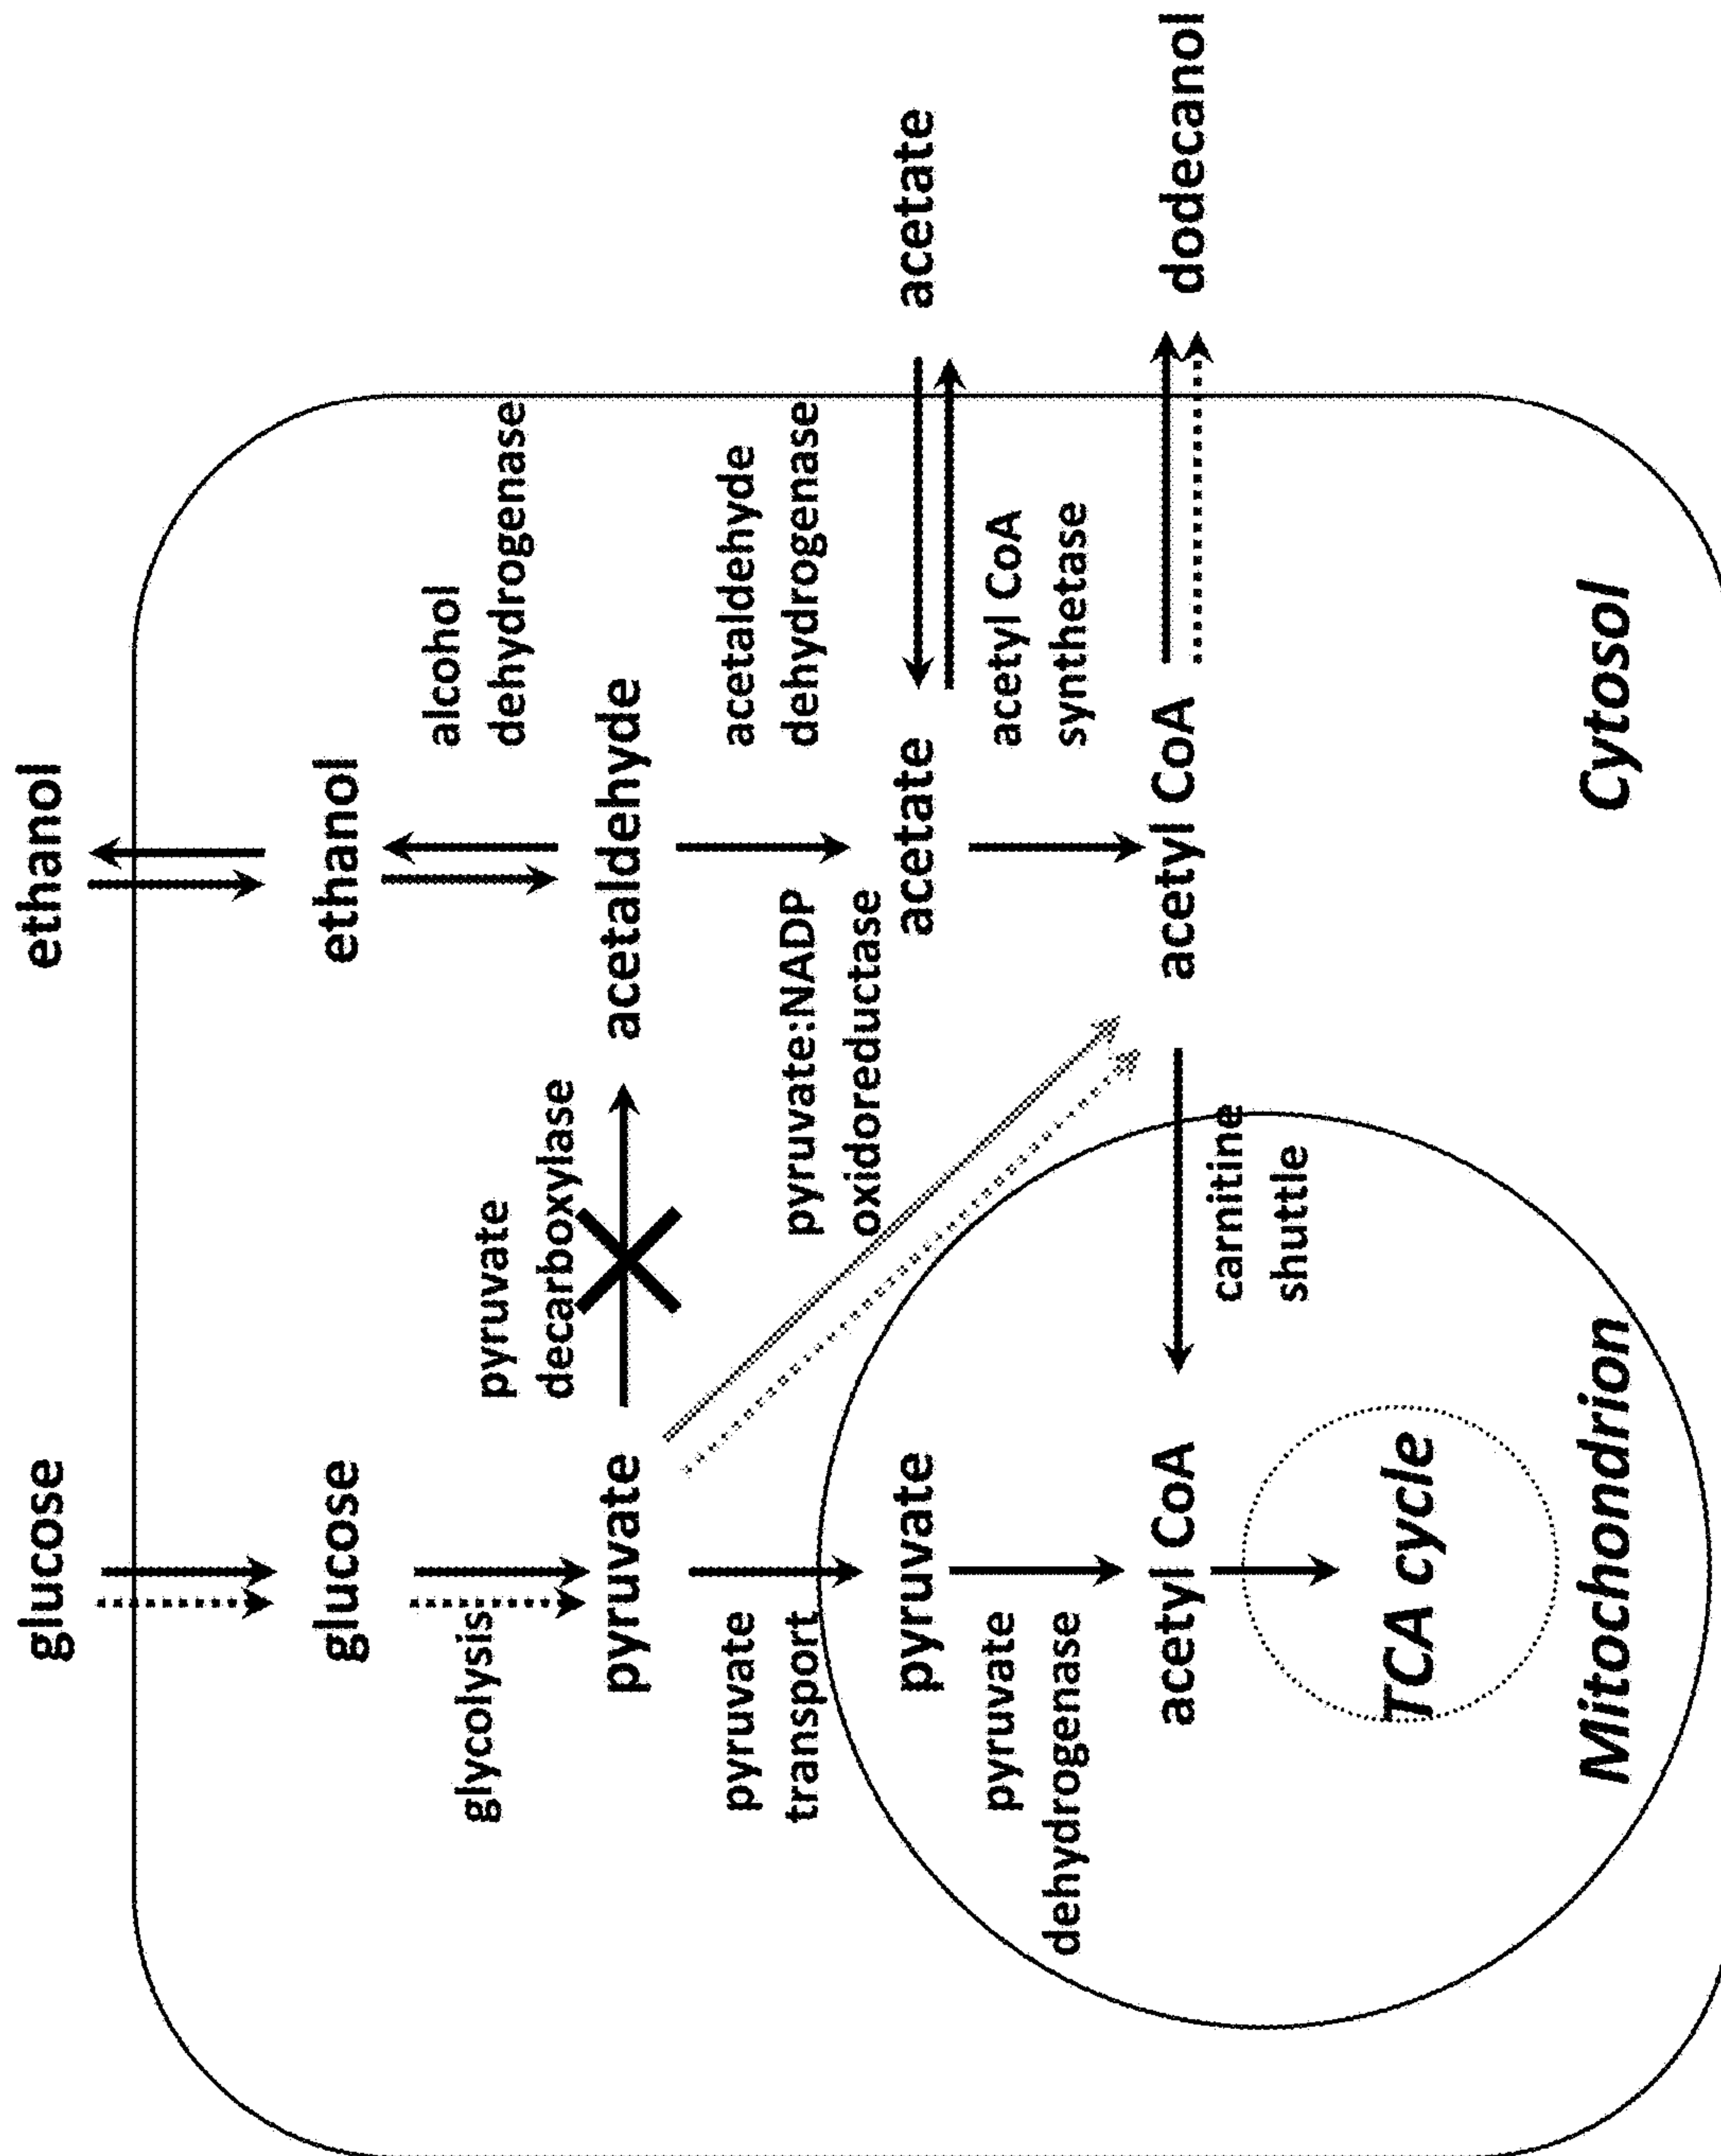 glucose
ethanol
glucose
ethanol
glycolysis
pyruvate
decarboxylase
alcohol
dehydrogenase
pyruvate
acetaldehyde
pyruvate
transport
pyruvate:NADP
oxidoreductase
acetaldehyde
dehydrogenase
pyruvate
acetate
acetate
pyruvate
dehydrogenase
acetyl CoA
synthetase
acetyl CoA
acetyl CoA
dodecanol
carnitine
shuttle
TCA cycle
Mitochondrion
Cytosol